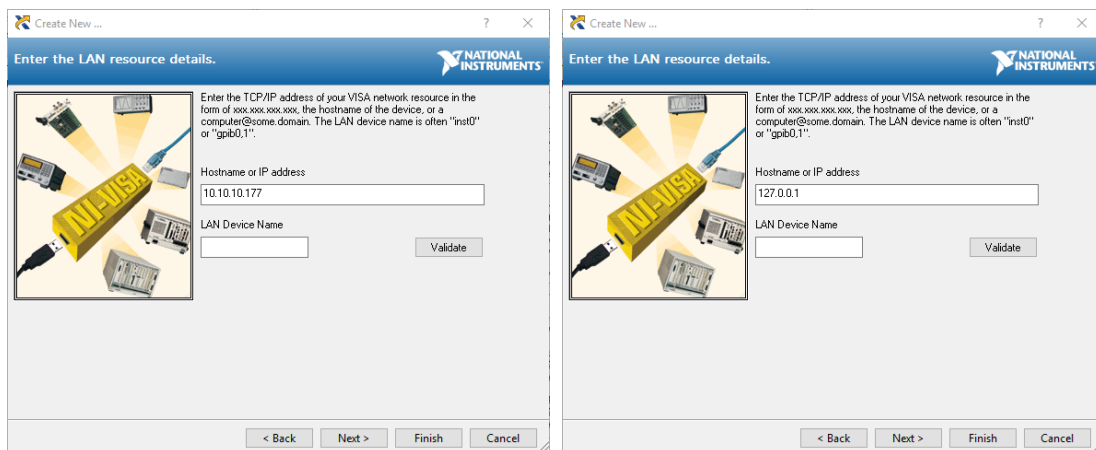 Create New ...
Enter the LAN resource details.
NATIONAL
INSTRUMENTS
Enter the TCP/IP address of your VISA network resource in the
form of xxx.xxx.xxx.xxx, the hostname of the device, or a
computer@some.domain. The LAN device name is often "inst0"
or "gpib0,1".
NI-VISA
Hostname or IP address
10.10.10.177
LAN Device Name
Validate
< Back Next > Finish Cancel
Create New ...
Enter the LAN resource details.
NATIONAL
INSTRUMENTS
Enter the TCP/IP address of your VISA network resource in the
form of xxx.xxx.xxx.xxx, the hostname of the device, or a
computer@some.domain. The LAN device name is often "inst0"
or "gpib0,1".
NI-VISA
Hostname or IP address
127.0.0.1
LAN Device Name
Validate
< Back Next > Finish Cancel